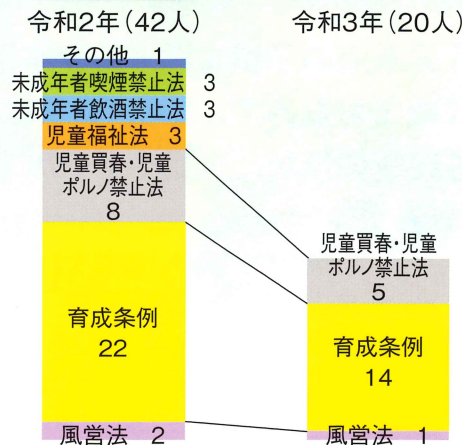 令和2年(42人)
その他 1
未成年者喫煙禁止法 3
未成年者飲酒禁止法 3
児童福祉法 3
児童買春・児童
ポルノ禁止法
8
育成条例
22
風営法 2
令和3年(20人)
児童買春・児童
ポルノ禁止法
5
育成条例
14
風営法 1